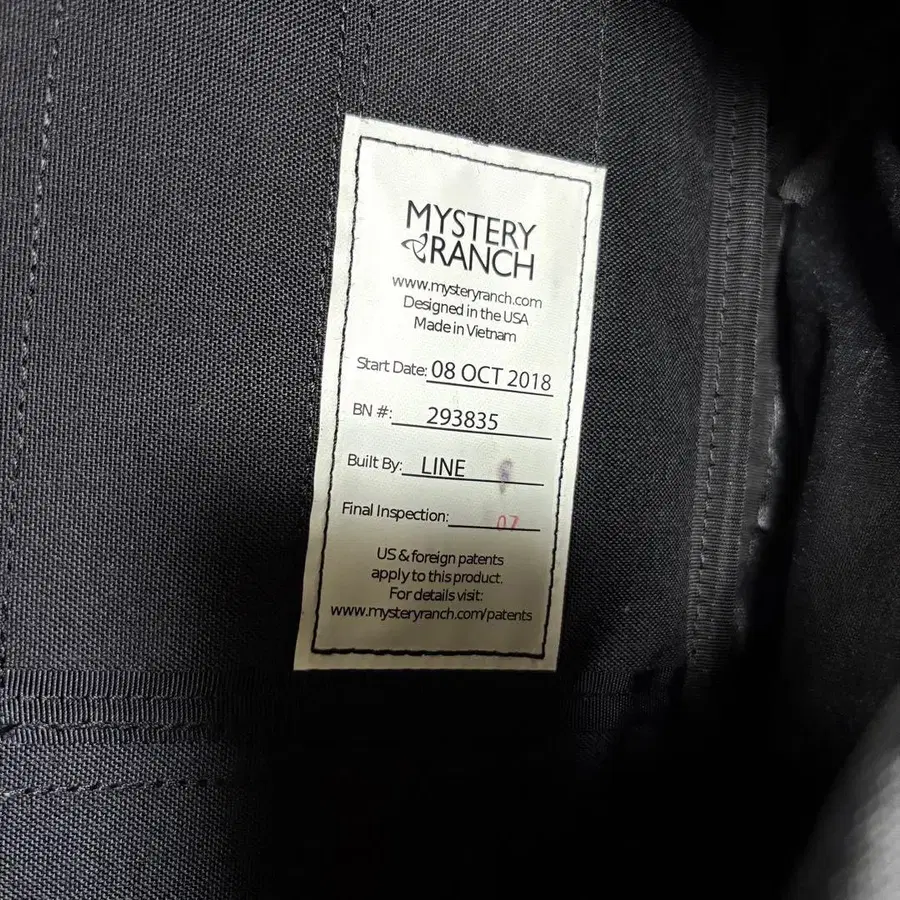 MYSTERY
RANCH
www.mysteryranch.com
Designed in the USA
Made in Vietnam
Start Date: 08 OCT 2018
BN #: 293835
Built By: LINE
Final Inspection: 07
US & foreign patents
apply to this product.
For details visit:
www.mysteryranch.com/patents